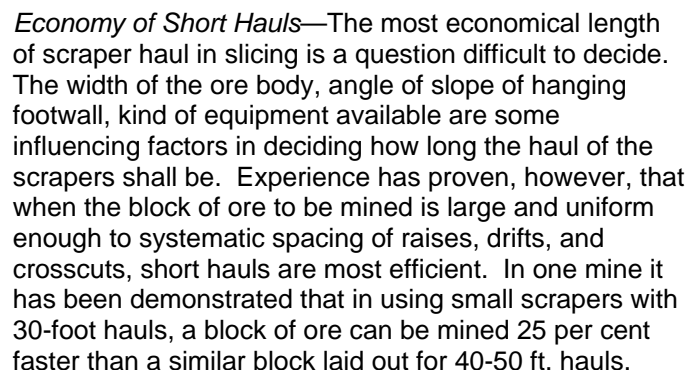 Economy of Short Hauls—The most economical length
of scraper haul in slicing is a question difficult to decide.
The width of the ore body, angle of slope of hanging
footwall, kind of equipment available are some
influencing factors in deciding how long the haul of the
scrapers shall be.  Experience has proven, however, that
when the block of ore to be mined is large and uniform
enough to systematic spacing of raises, drifts, and
crosscuts, short hauls are most efficient.  In one mine it
has been demonstrated that in using small scrapers with
30-foot hauls, a block of ore can be mined 25 per cent
faster than a similar block laid out for 40-50 ft. hauls.